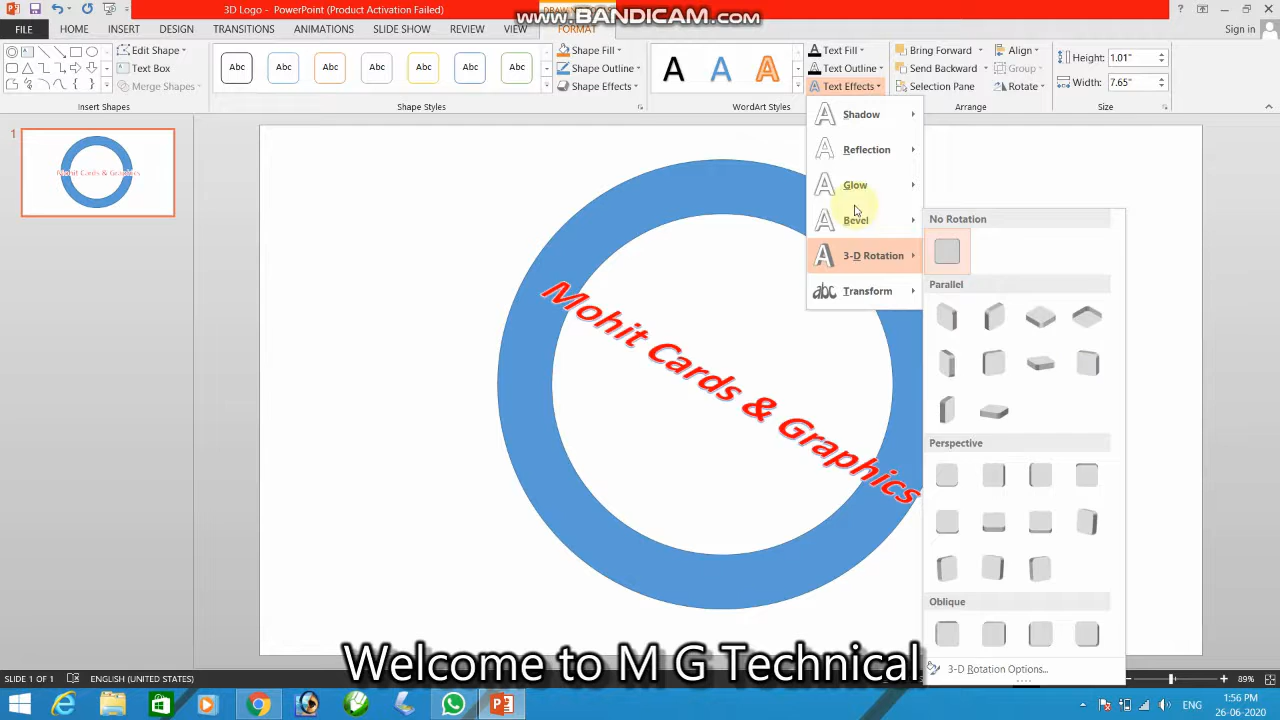 3D Logo - PowerPoint (Product Activation Failed)
www.BANDICAM.com
Sign in
FILE HOME INSERT DESIGN TRANSITIONS ANIMATIONS SLIDE SHOW REVIEW VIEW FORMAT
Edit Shape
Text Box
Merge Shapes
Insert Shapes
Abc Abc Abc Abc Abc Abc Abc
Shape Fill
Shape Outline
Shape Effects
Shape Styles
A A A
Text Fill
Text Outline
Text Effects
WordArt Styles
Bring Forward
Send Backward
Selection Pane
Align
Group
Rotate
Arrange
Height: 1.01"
Width: 7.65"
Size
Shadow
Reflection
Glow
Bevel
3-D Rotation
Transform
No Rotation
Parallel
Perspective
Oblique
3-D Rotation Options...
1
Mohit Cards & Graphics
Mohit Cards & Graphics
Welcome to M G Technical
SLIDE 1 OF 1 ENGLISH (UNITED STATES)
89%
1:56 PM
26-06-2020